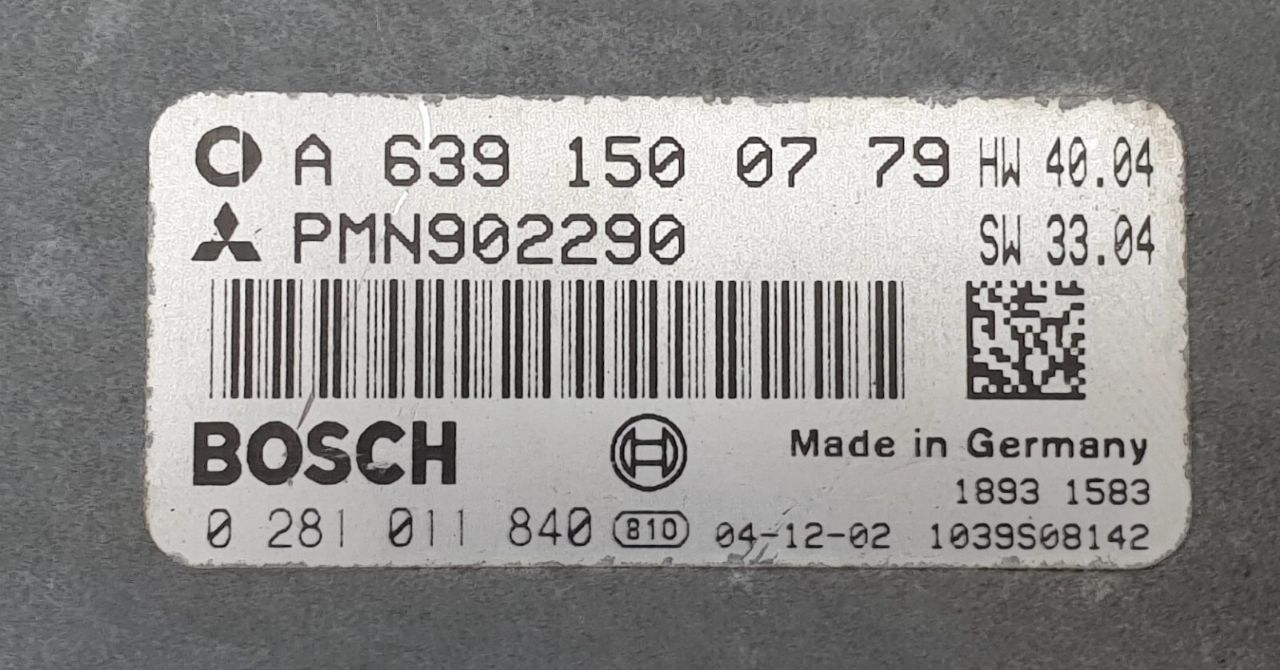 A 639 150 07 79 HW 40.04
PMN902290 SW 33.04
BOSCH
Made in Germany
1893 1583
0 281 011 840 810 04-12-02 1039S08142